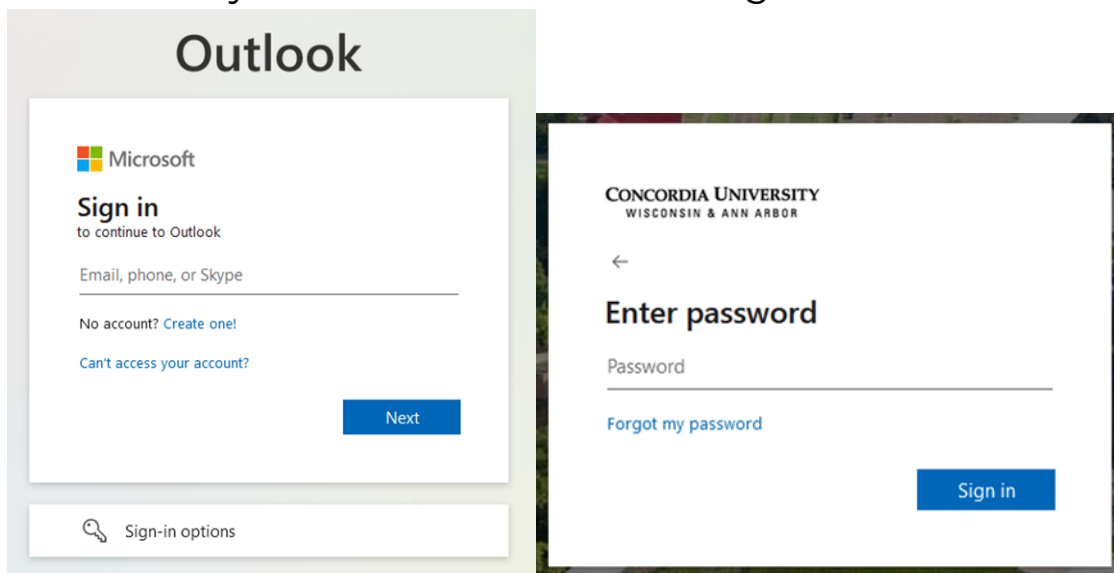 Outlook
Microsoft
Sign in
to continue to Outlook
Email, phone, or Skype
No account? Create one!
Can't access your account?
Next
Sign-in options
CONCORDIA UNIVERSITY
WISCONSIN & ANN ARBOR
Enter password
Password
Forgot my password
Sign in